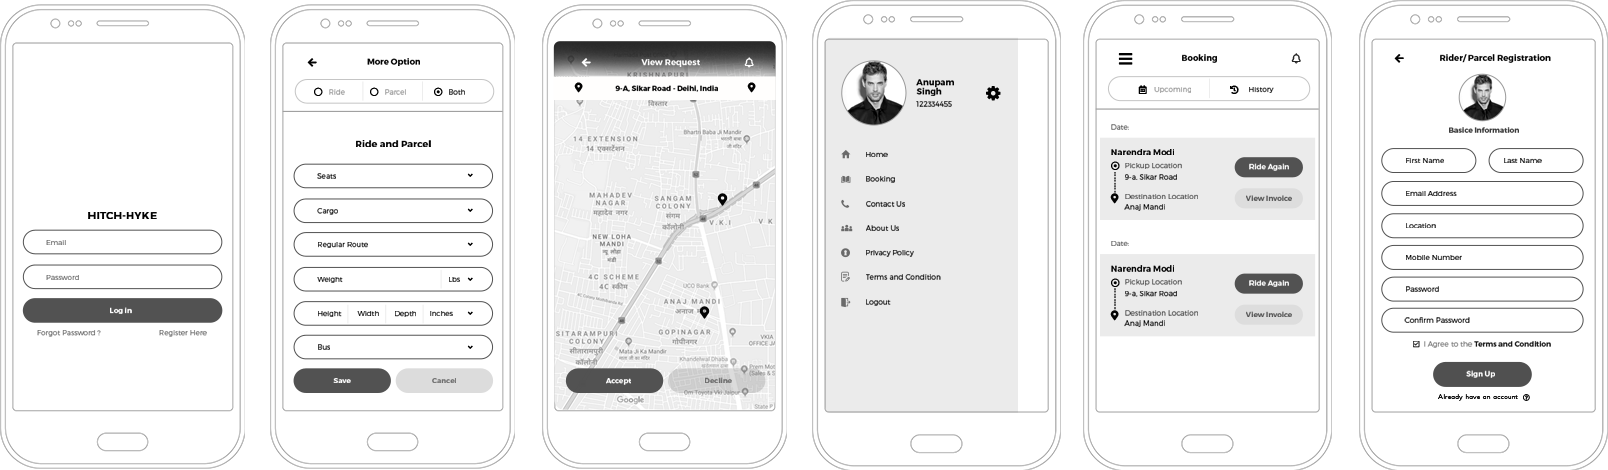 HITCH-HYKE
Email
Password
Log in
Forgot Password ?
Register Here
More Option
Ride
Parcel
Both
Ride and Parcel
Seats
Cargo
Regular Route
Weight
Lbs
Height
Width
Depth
Inches
Bus
Save
Cancel
View Request
KRISHNAPURI
9-A, Sikar Road - Delhi, India
विस्तार
Bharti Baba Ji Mandir
14 EXTENSION
14 एक्सटेंशन
MAHADEV
NAGAR
महादेव नगर
SANGAM
COLONY
संगम
कॉलोनी
V.K.I
V K
NEW LOHA
MANDI
न्यू लोहा
मंडी
4C SCHEME
4C स्कीम
UCO Bank
ANAJ MANDI
अनाज म
SITARAMPURI
COLONY
सीतारामपुरी
कॉलोनी
GOPINAGAR
गोपीनगर
VKIA
OFFICE JA
Mata Ji Ka Mandir
माता जी का मंदिर
Khandelwal Dhaba
Prem Mot
(Sales & S
Accept
Decline
Om Toyota Vki Jaipur
Google
State F
Anupam
Singh
122334455
Home
Booking
Contact Us
About Us
Privacy Policy
Terms and Condition
Logout
Booking
Upcoming
History
Date:
Narendra Modi
Pickup Location
9-a, Sikar Road
Destination Location
Anaj Mandi
Ride Again
View Invoice
Date:
Narendra Modi
Pickup Location
9-a, Sikar Road
Destination Location
Anaj Mandi
Ride Again
View Invoice
Rider/Parcel Registration
Basice Information
First Name
Last Name
Email Address
Location
Mobile Number
Password
Confirm Password
I Agree to the Terms and Condition
Sign Up
Already have an account